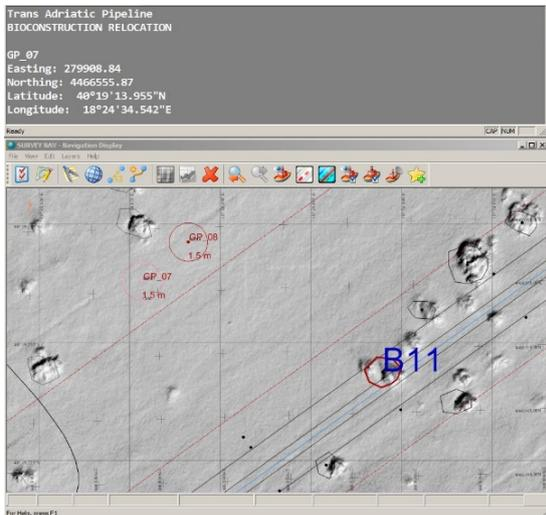 Trans Adriatic Pipeline
BIOCONSTRUCTION RELOCATION
GP_07
Easting: 279908.84
Northing: 4466555.87
Latitude: 40°19'13.955"N
Longitude: 18°24'34.542"E
Ready
CAP NUM
SURVEY NAV - Navigation Display
File View Edit Layers Help
GP_08
1.5 m
GP_07
1.5 m
B11
For Help, press F1